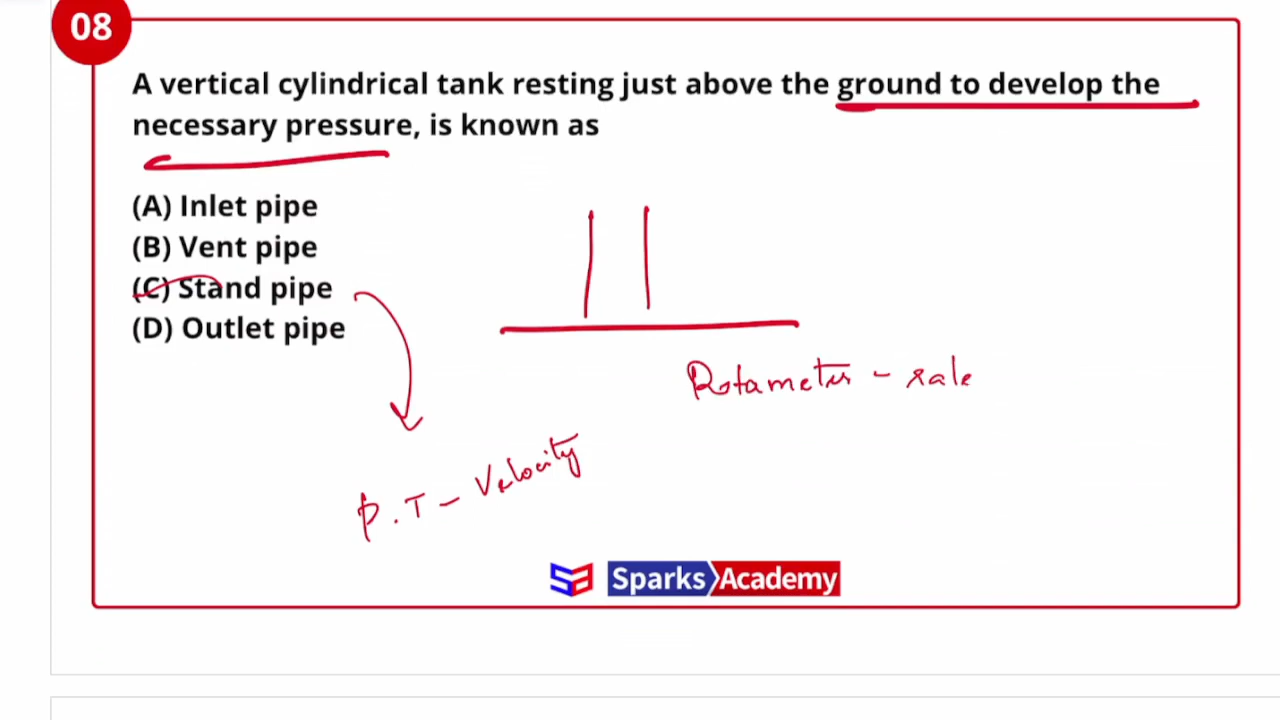 08
A vertical cylindrical tank resting just above the ground to develop the
necessary pressure, is known as
(A) Inlet pipe
(B) Vent pipe
(C) Stand pipe
(D) Outlet pipe
Rotameter - rate
P.T - Velocity
Sparks Academy